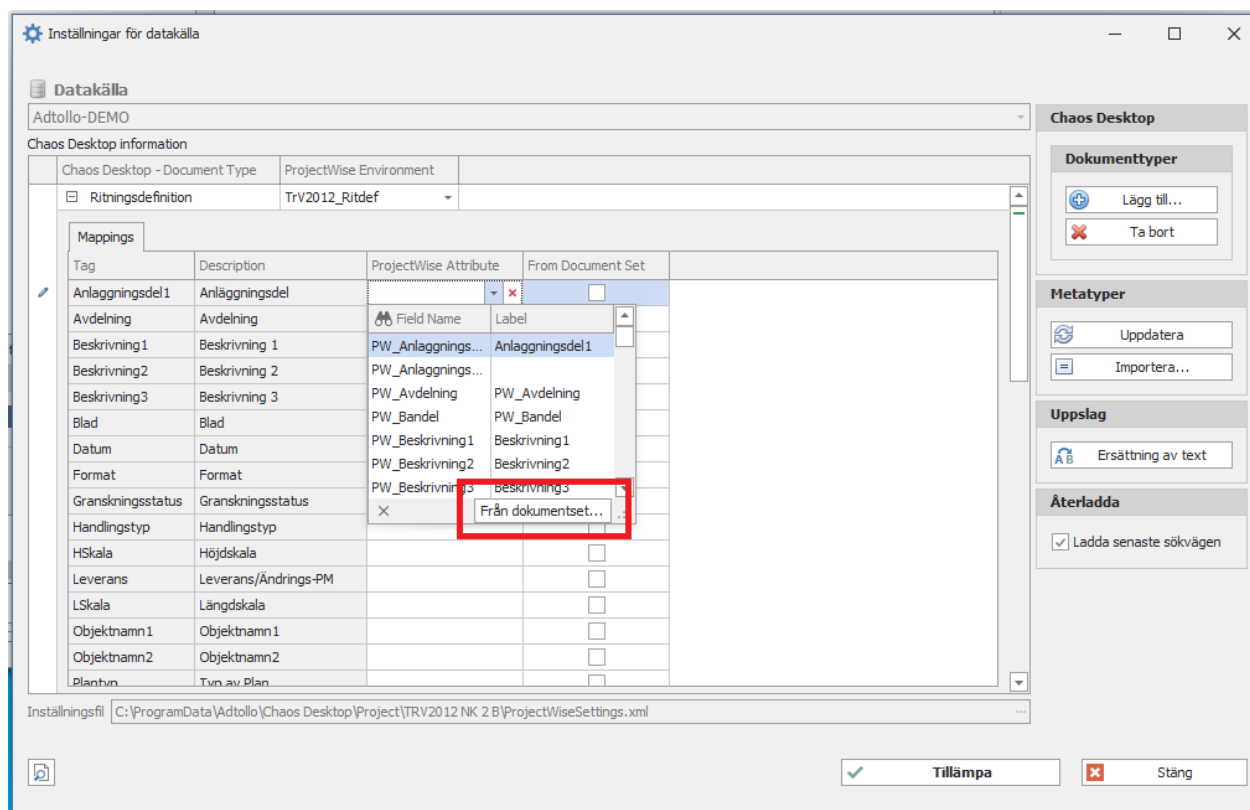 Inställningar för datakälla
Datakälla
Adtollo-DEMO
Chaos Desktop information
Chaos Desktop - Document Type ProjectWise Environment
Ritningsdefinition TrV2012_Ritdef
Mappings
Tag Description ProjectWise Attribute From Document Set
Anlaggningsdel1 Anläggningsdel
Avdelning Avdelning
Beskrivning1 Beskrivning 1
Beskrivning2 Beskrivning 2
Beskrivning3 Beskrivning 3
Blad Blad
Datum Datum
Format Format
Granskningsstatus Granskningsstatus
Handlingstyp Handlingstyp
HSkala Höjdskala
Leverans Leverans/Ändrings-PM
LSkala Längdskala
Objektnamn1 Objektnamn1
Objektnamn2 Objektnamn2
Plantyp Typ av Plan
Field Name Label
PW_Anlaggnings... Anlaggningsdel1
PW_Anlaggnings...
PW_Avdelning PW_Avdelning
PW_Bandel PW_Bandel
PW_Beskrivning1 Beskrivning1
PW_Beskrivning2 Beskrivning2
PW_Beskrivning3 Beskrivning3
Från dokumentset...
Inställningsfil C:\ProgramData\Adtollo\Chaos Desktop\Project\TRV2012 NK 2 B\ProjectWiseSettings.xml ...
Chaos Desktop
Dokumenttyper
Lägg till...
Ta bort
Metatyper
Uppdatera
Importera...
Uppslag
A B Ersättning av text
Återladda
Ladda senaste sökvägen
Tillämpa
Stäng